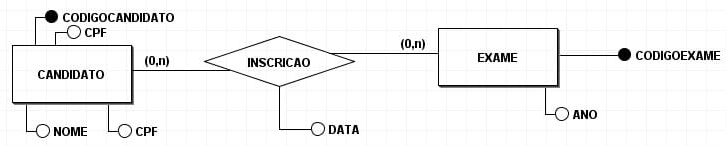 CODIGOCANDIDATO
CPF
(0,n)
(0,n)
CANDIDATO
INSCRICAO
EXAME
CODIGOEXAME
NOME
CPF
DATA
ANO